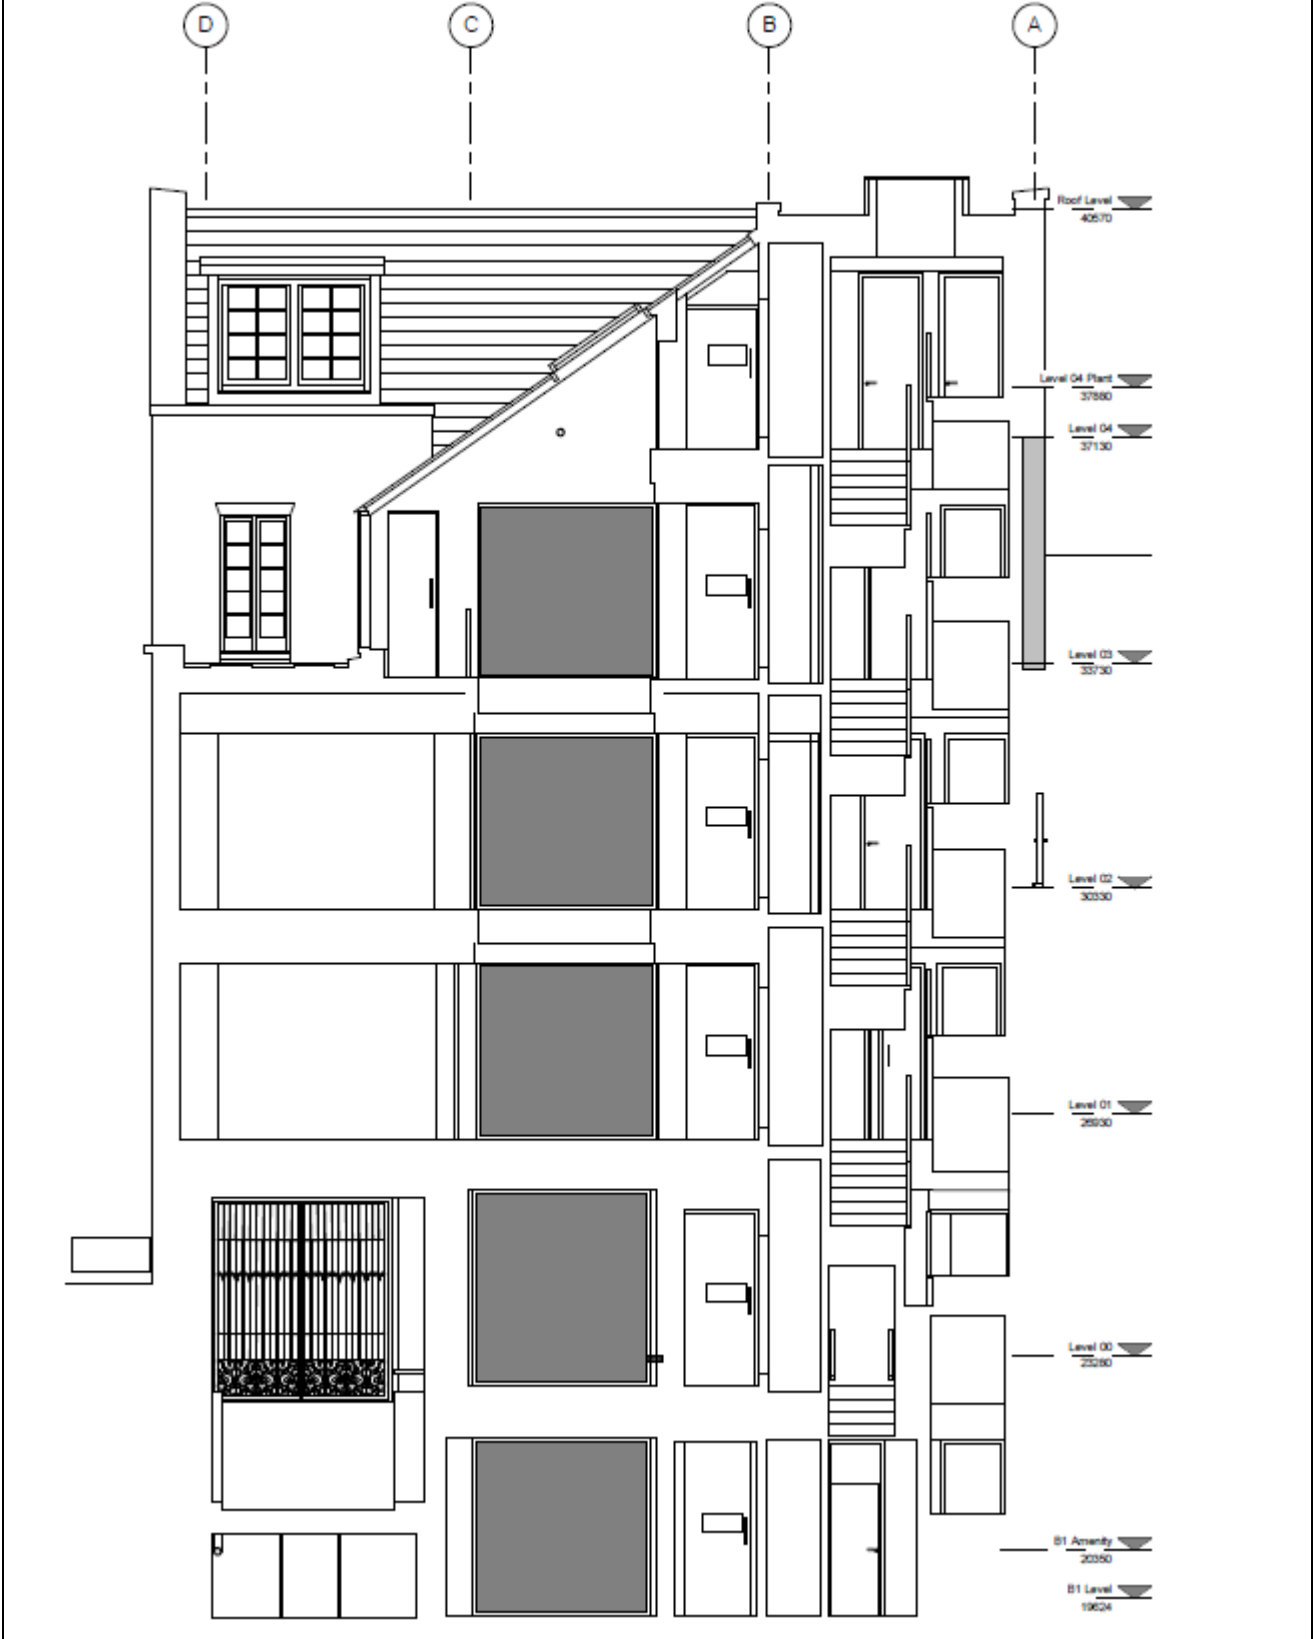 D
C
B
A
Roof Level
40570
Level 04 Plant
37880
Level 04
37130
Level 03
33730
Level 02
30330
Level 01
26930
Level 00
23280
B1 Amenity
20350
B1 Level
19624